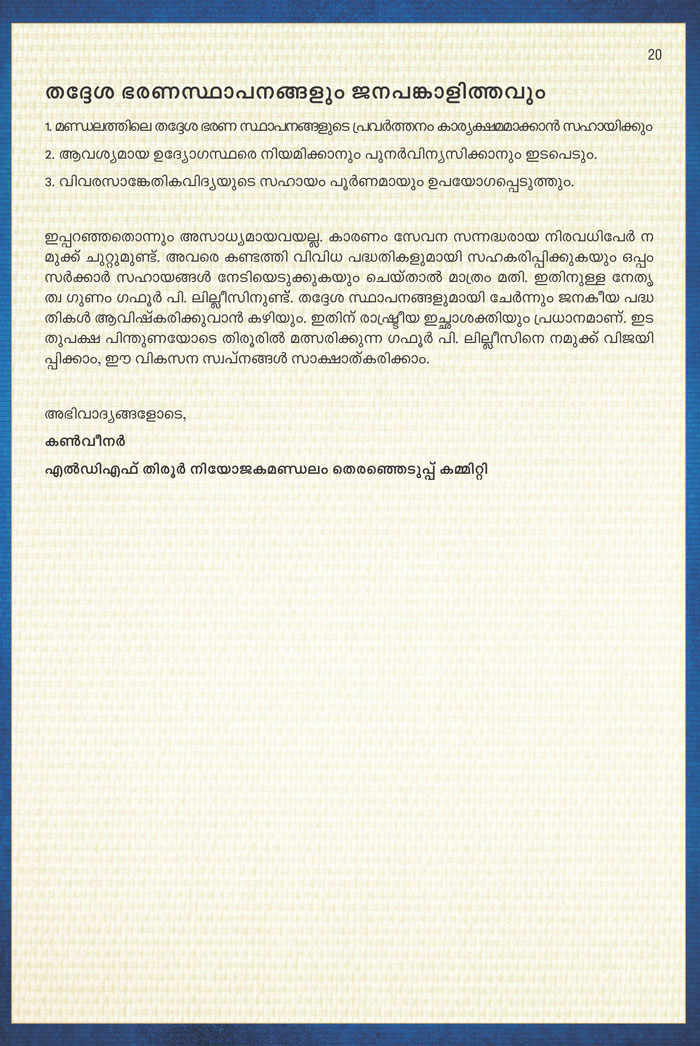 20
തദ്ദേശ ഭരണസ്ഥാപനങ്ങളും ജനപങ്കാളിത്തവും
1. മണ്ഡലത്തിലെ തദ്ദേശ ഭരണ സ്ഥാപനങ്ങളുടെ പ്രവർത്തനം കാര്യക്ഷമമാക്കാൻ സഹായിക്കും
2. ആവശ്യമായ ഉദ്യോഗസ്ഥരെ നിയമിക്കാനും പുനർവിന്യസിക്കാനും ഇടപെടും.
3. വിവരസാങ്കേതികവിദ്യയുടെ സഹായം പൂർണമായും ഉപയോഗപ്പെടുത്തും.
ഇപ്പറഞ്ഞതൊന്നും അസാധ്യമായവയല്ല. കാരണം സേവന സന്നദ്ധരായ നിരവധിപേർ ന
മുക്ക് ചുറ്റുമുണ്ട്. അവരെ കണ്ടത്തി വിവിധ പദ്ധതികളുമായി സഹകരിപ്പിക്കുകയും ഒപ്പം
സർക്കാർ സഹായങ്ങൾ നേടിയെടുക്കുകയും ചെയ്താൽ മാത്രം മതി. ഇതിനുള്ള നേതൃ
ത്വ ഗുണം ഗഫൂർ പി. ലില്ലീസിനുണ്ട്. തദ്ദേശ സ്ഥാപനങ്ങളുമായി ചേർന്നും ജനകീയ പദ്ധ
തികൾ ആവിഷ്കരിക്കുവാൻ കഴിയും. ഇതിന് രാഷ്ട്രീയ ഇച്ഛാശക്തിയും പ്രധാനമാണ്. ഇട
തുപക്ഷ പിന്തുണയോടെ തിരൂരിൽ മത്സരിക്കുന്ന ഗഫൂർ പി. ലില്ലീസിനെ നമുക്ക് വിജയി
പ്പിക്കാം, ഈ വികസന സ്വപ്നങ്ങൾ സാക്ഷാത്കരിക്കാം.
അഭിവാദ്യങ്ങളോടെ,
കൺവീനർ
എൽഡിഎഫ് തിരൂർ നിയോജകമണ്ഡലം തെരഞ്ഞെടുപ്പ് കമ്മിറ്റി